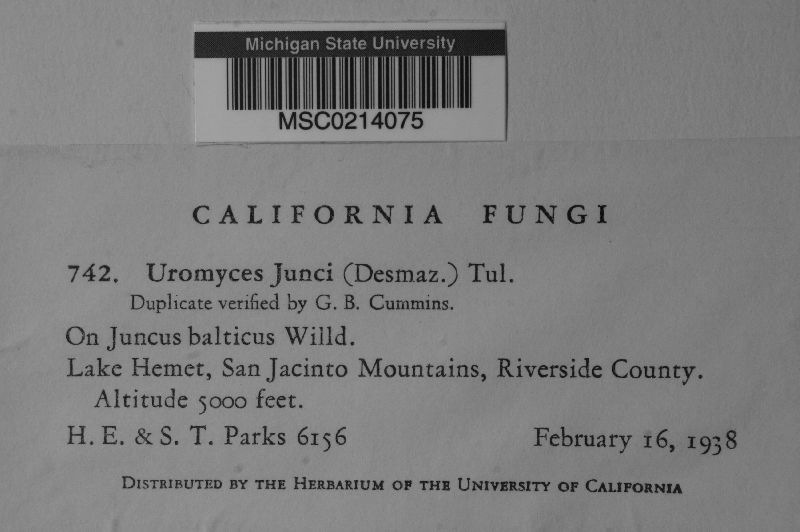 Michigan State University
MSC0214075
CALIFORNIA FUNGI
742. Uromyces Junci (Desmaz.) Tul.
Duplicate verified by G. B. Cummins.
On Juncus balticus Willd.
Lake Hemet, San Jacinto Mountains, Riverside County.
Altitude 5000 feet.
H. E. & S. T. Parks 6156 February 16, 1938
DISTRIBUTED BY THE HERBARIUM OF THE UNIVERSITY OF CALIFORNIA